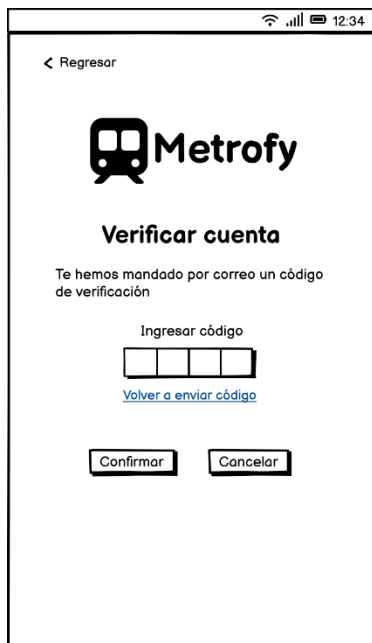 12:34
Regresar
Metrofy
Verificar cuenta
Te hemos mandado por correo un código
de verificación
Ingresar código
Volver a enviar código
Confirmar
Cancelar